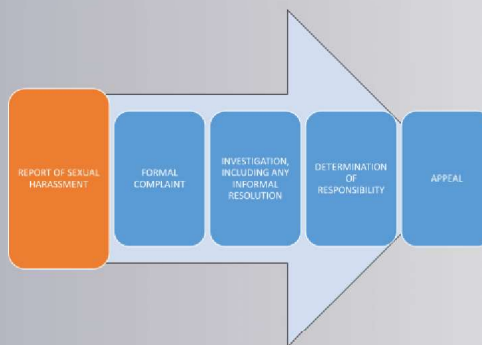 REPORT OF SEXUAL
HARASSMENT
FORMAL
COMPLAINT
INVESTIGATION,
INCLUDING ANY
INFORMAL
RESOLUTION
DETERMINATION
OF
RESPONSIBILITY
APPEAL